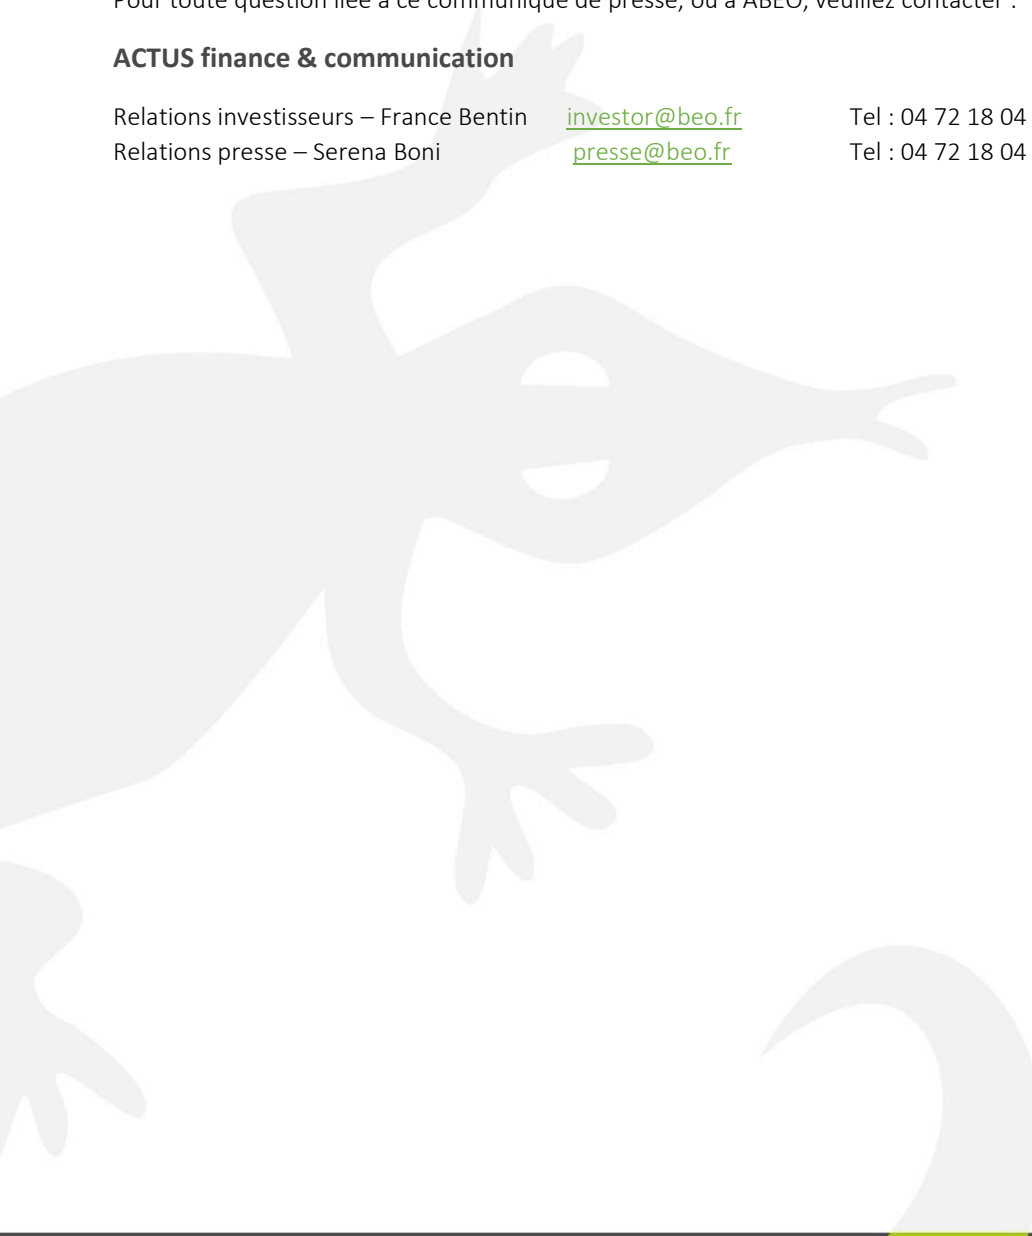 Pour toute question liée à ce communiqué de presse, ou à ABEO, veuillez contacter :
ACTUS finance & communication
Relations investisseurs – France Bentin investor@beo.fr Tel : 04 72 18 04
Relations presse – Serena Boni presse@beo.fr Tel : 04 72 18 04